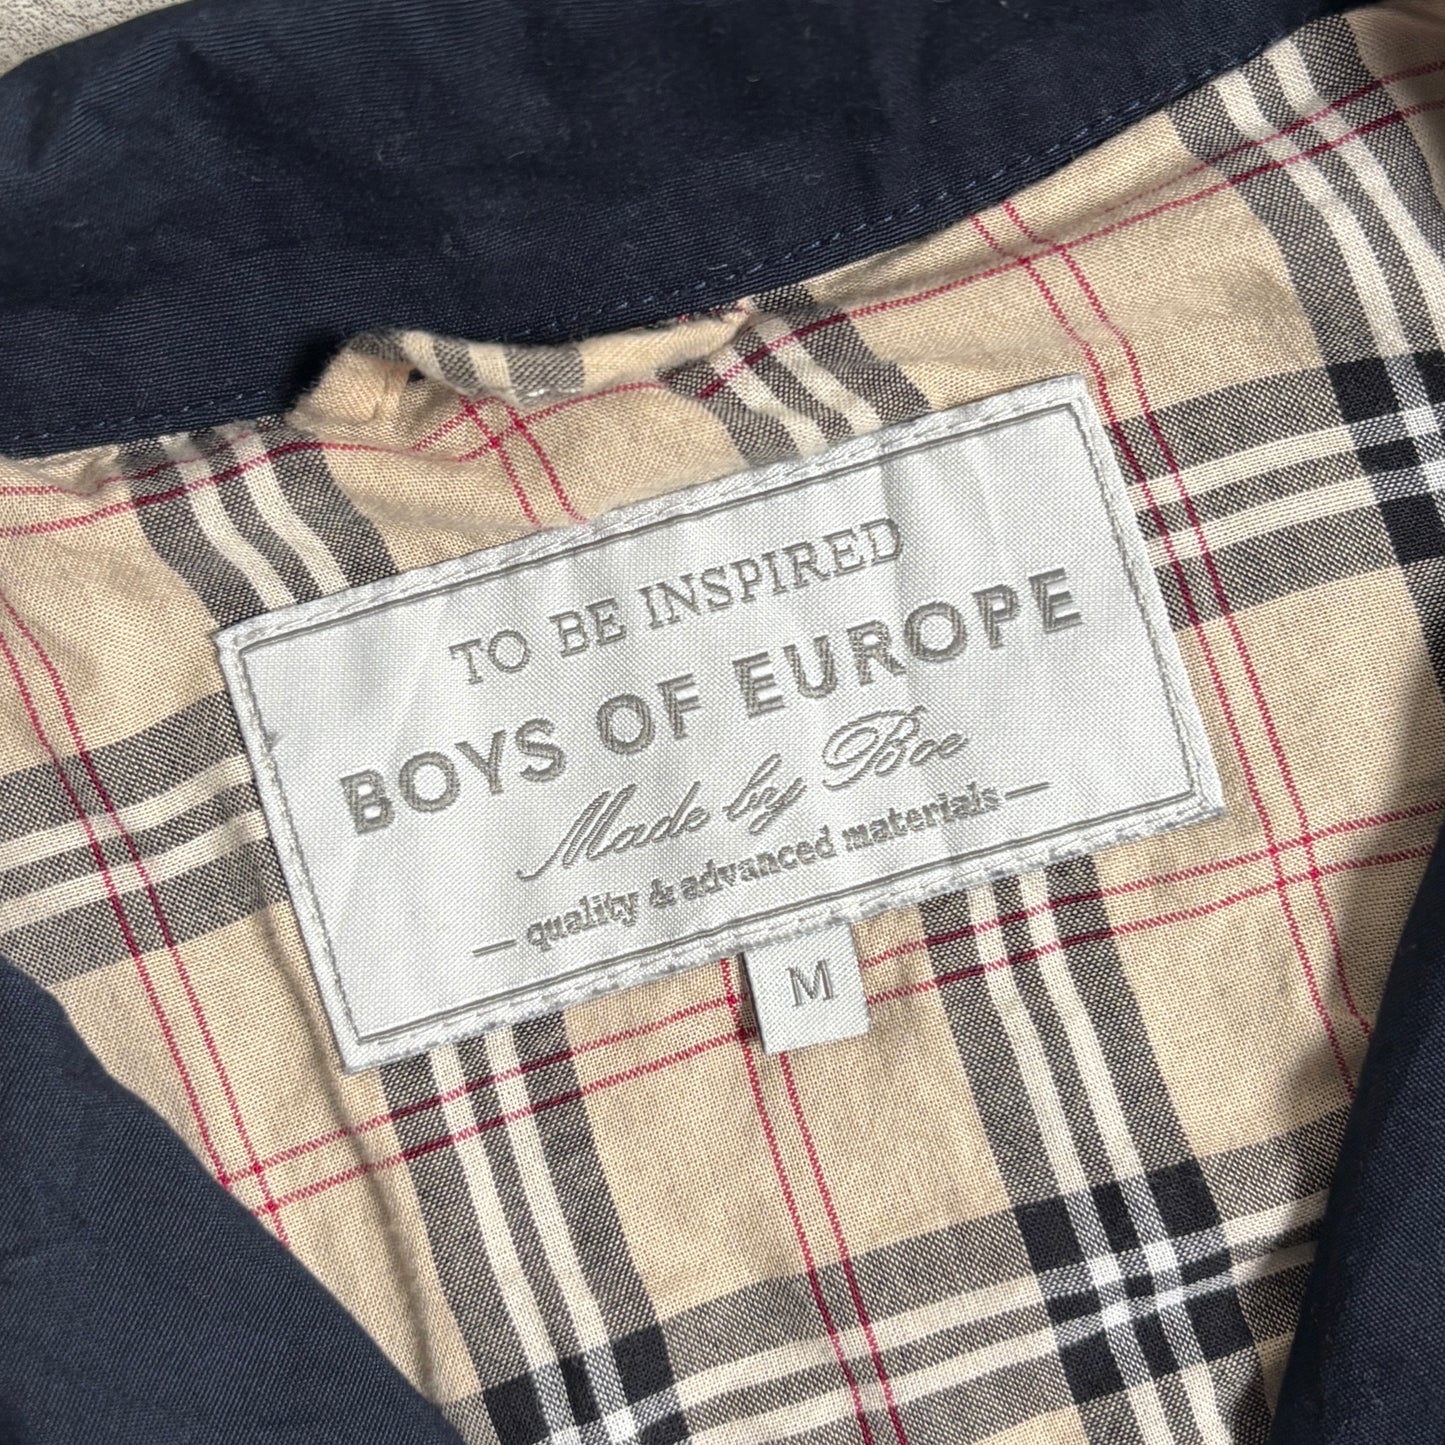 TO BE INSPIRED
BOYS OF EUROPE
Made by Boe
— quality & advanced materials —
M